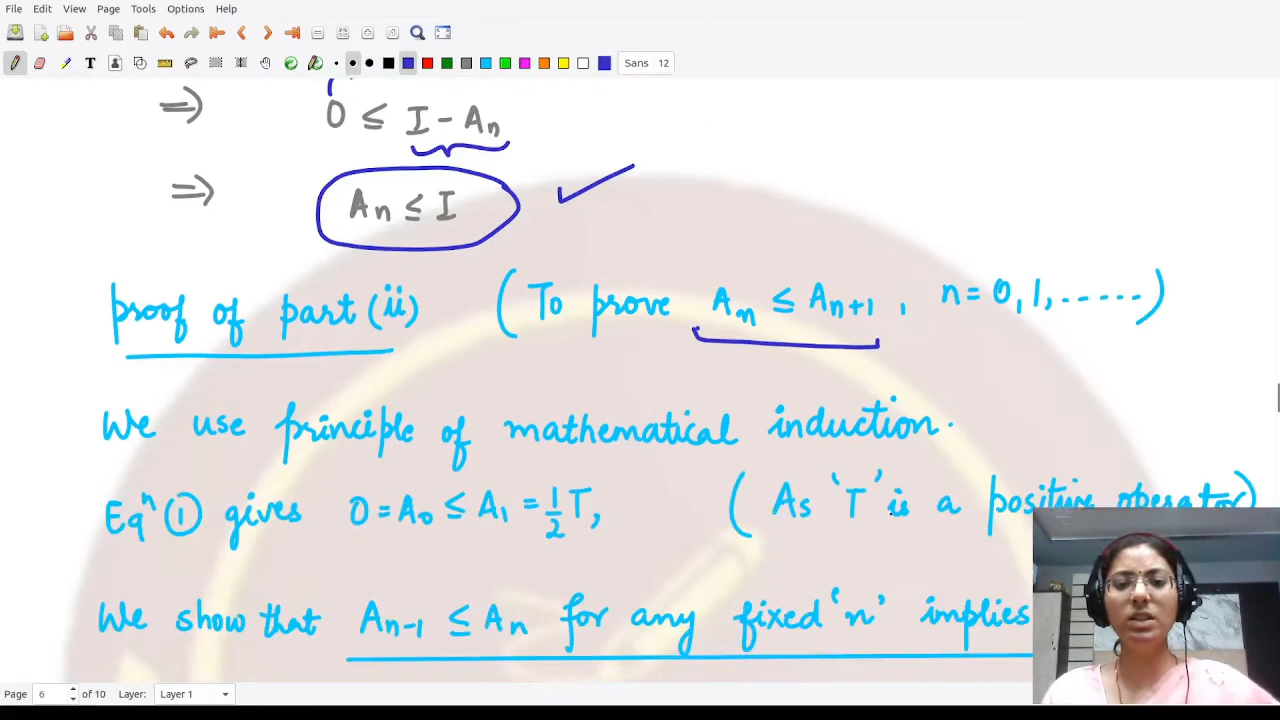 File Edit View Page Tools Options Help
Sans 12
⇒ 0 ≤ I - An
⇒ An ≤ I ✓
proof of part (ii) (To prove An ≤ An+1, n = 0, 1, ......)
We use principle of mathematical induction.
Eqⁿ ① gives 0 = A0 ≤ A1 = 1/2 T, (As 'T' is a positive operator)
We show that An-1 ≤ An for any fixed 'n' implies
Page 6 of 10 Layer: Layer 1